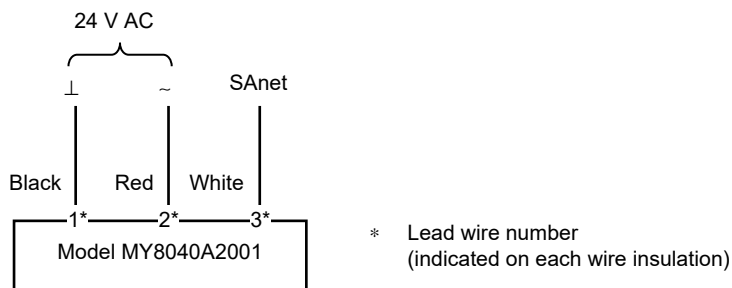 24 V AC
⊥ ~ SAnet
Black Red White
1* 2* 3*
Model MY8040A2001
* Lead wire number
(indicated on each wire insulation)